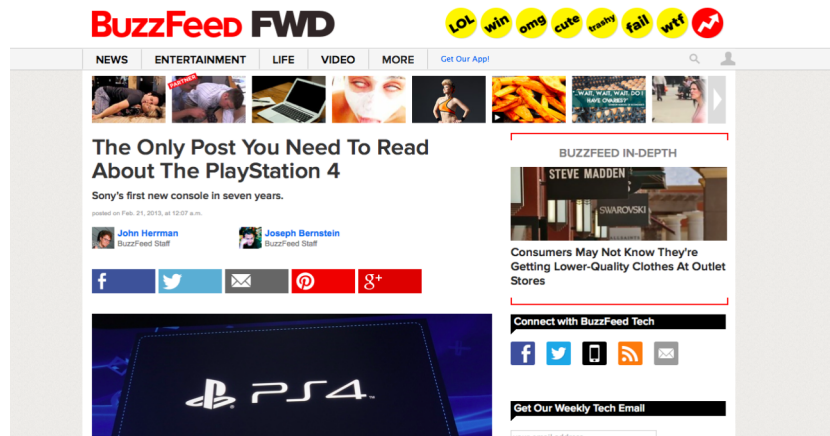 BuzzFeed FWD
LOL win omg cute trashy fail wtf
NEWS ENTERTAINMENT LIFE VIDEO MORE Get Our App!
PARTNER
"WAIT, WAIT, WAIT. DO I
HAVE OVARIES?"
The Only Post You Need To Read
About The PlayStation 4
Sony's first new console in seven years.
posted on Feb. 21, 2013, at 12:07 a.m.
John Herrman
BuzzFeed Staff
Joseph Bernstein
BuzzFeed Staff
f
g+
PS4™
BUZZFEED IN-DEPTH
STEVE MADDEN
SWAROVSKI
Consumers May Not Know They're
Getting Lower-Quality Clothes At Outlet
Stores
Connect with BuzzFeed Tech
f
Get Our Weekly Tech Email